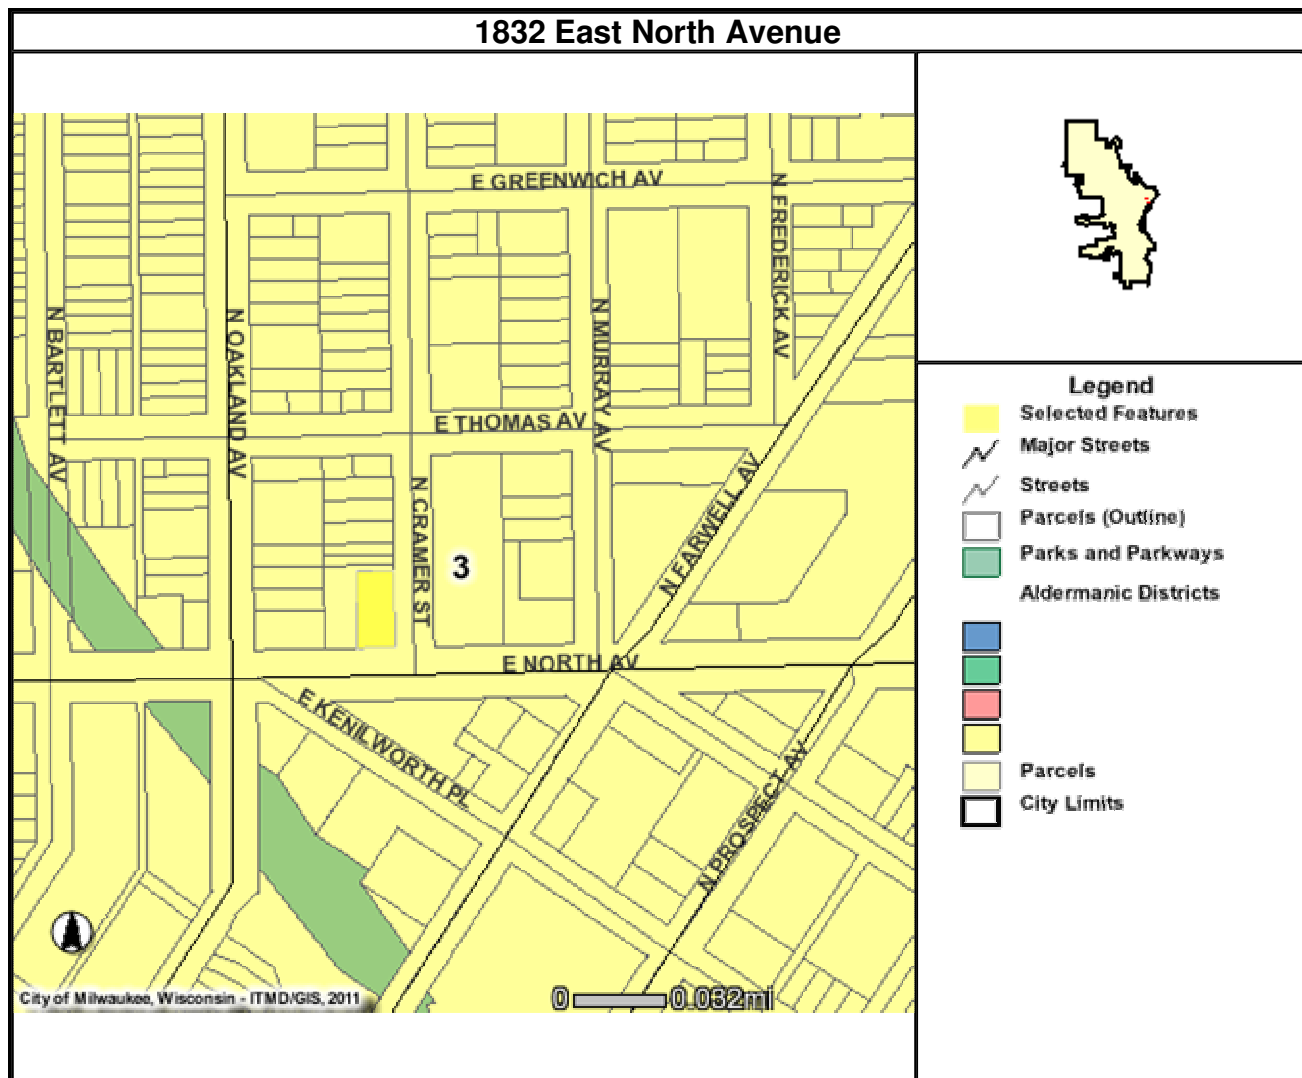 1832 East North Avenue
E GREENWICH AV
N FREDERICK AV
N BARTLETT AV
N OAKLAND AV
N MURRAY AV
E THOMAS AV
N CRAMER ST
3
N FARWELL AV
E NORTH AV
E KENILWORTH PL
N PROSPECT AV
City of Milwaukee, Wisconsin - ITMD/GIS, 2011
0 0.032mi
Legend
Selected Features
Major Streets
Streets
Parcels (Outline)
Parks and Parkways
Aldermanic Districts
Parcels
City Limits